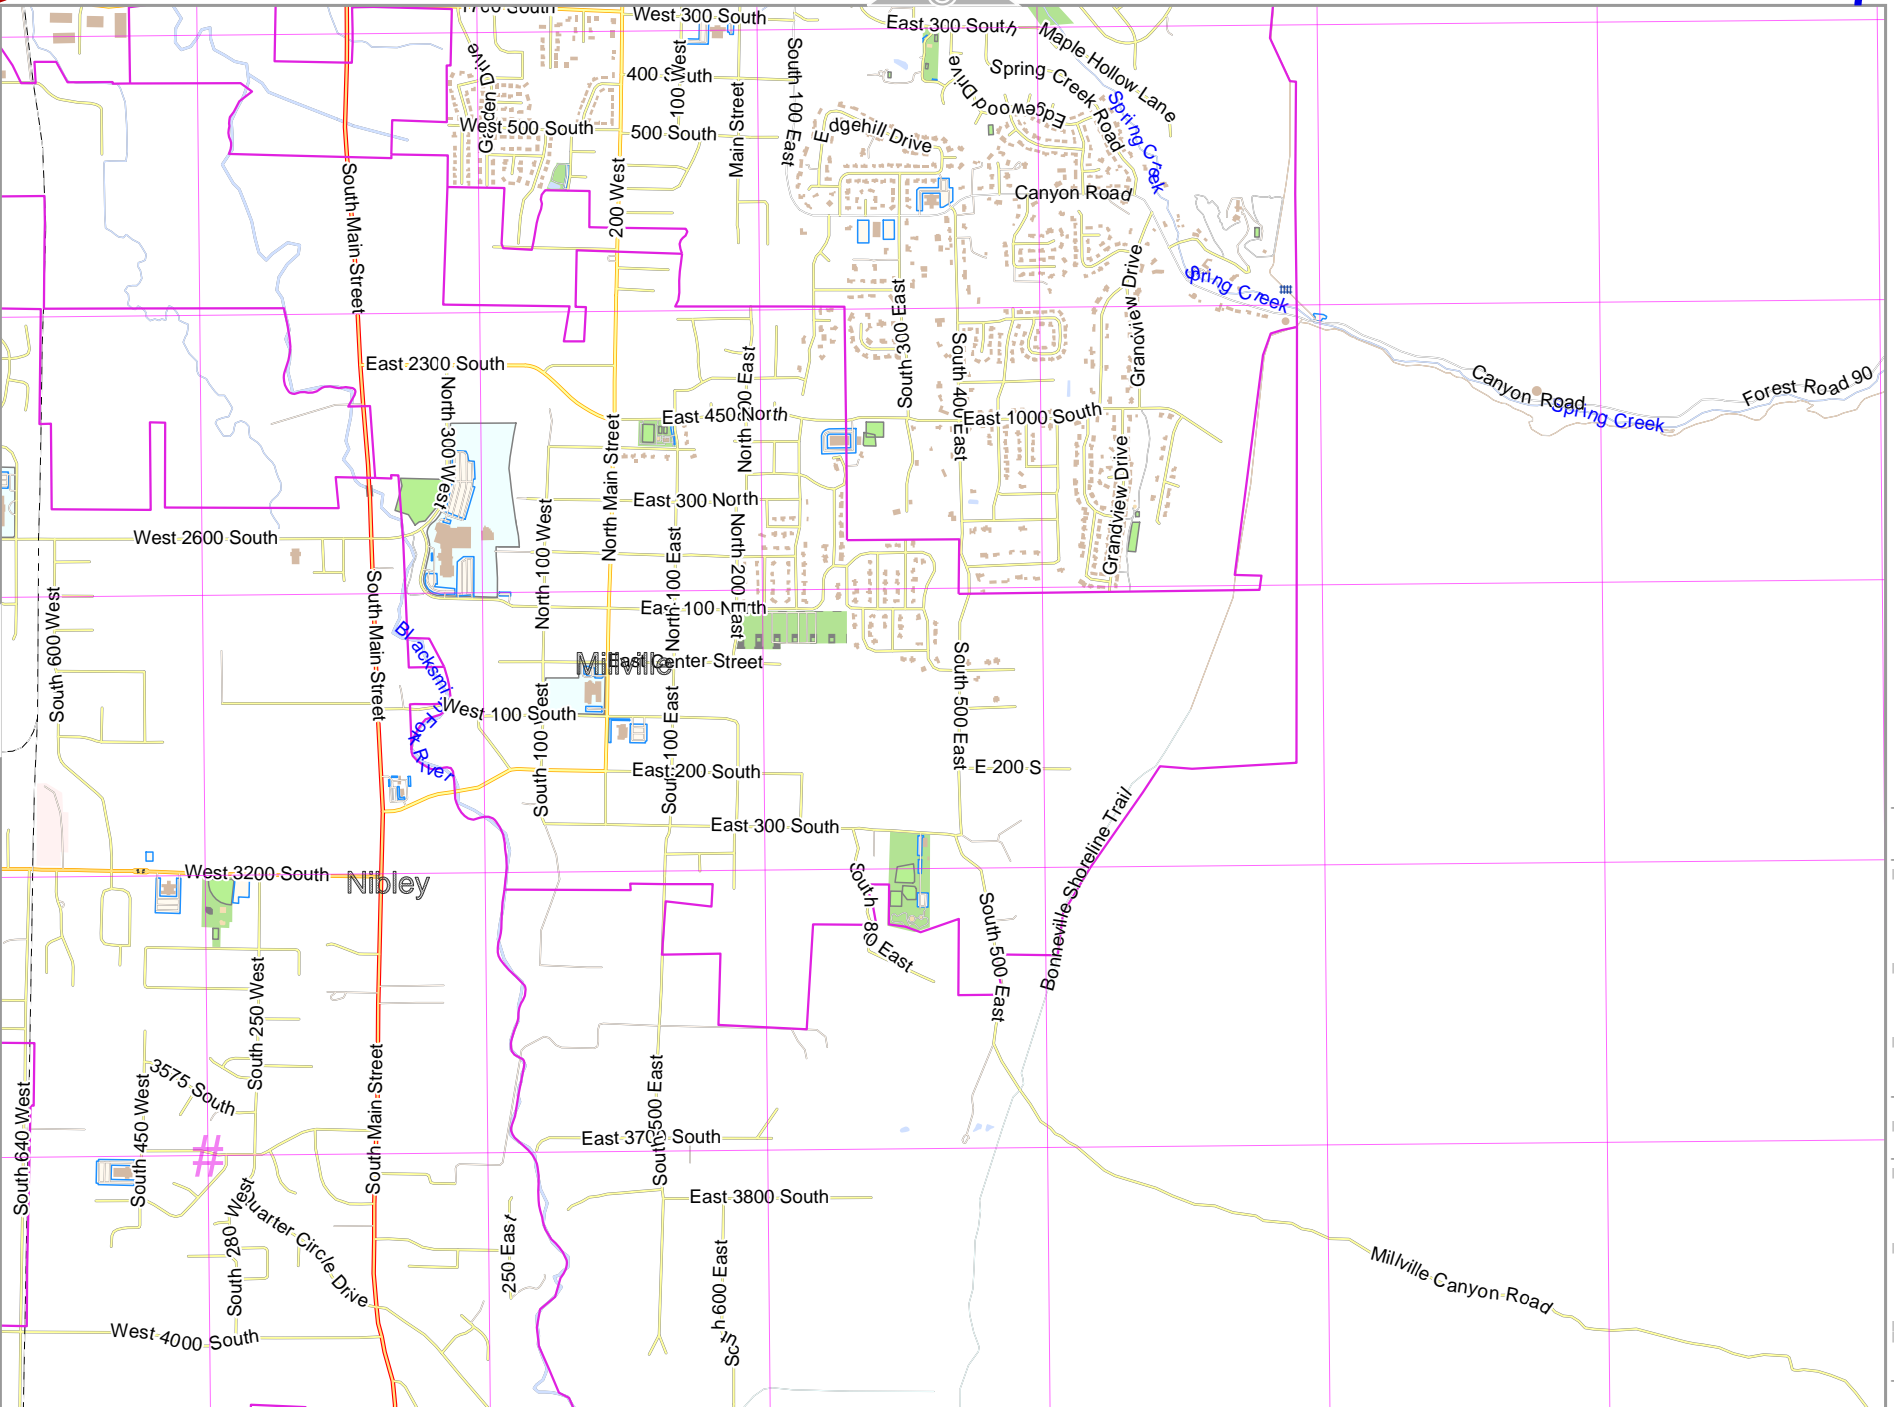 1700 South
West 300 South
East 300 South
Maple Hollow Lane
Garden Drive
400 South
100 West
Main Street
South 100 East
Edgewood Drive
Spring Creek Road
Spring Creek
West 500 South
500 South
Edgehill Drive
Canyon Road
South Main Street
200 West
Grandview Drive
Spring Creek
East 2300 South
North 300 West
South 300 East
South 400 East
Canyon Road
Spring Creek
Forest Road 90
East 450 North
North 200 East
East 1000 South
North Main Street
Grandview Drive
East 300 North
West 2600 South
North 100 West
North 100 East
North 200 East
South 600 West
South Main Street
East 100 North
Blacksmith Fork River
Millville
East Center Street
South 500 East
West 100 South
South 100 West
South 100 East
East 200 South
E 200 S
East 300 South
Bonneville Shoreline Trail
West 3200 South
Nibley
South 80 East
South 500 East
South 250 West
3575 South
South 640 West
South 450 West
South Main Street
South 500 East
East 3700 South
#
East 3800 South
South 280 West
Quarter Circle Drive
250 East
South 600 East
Millville Canyon Road
West 4000 South